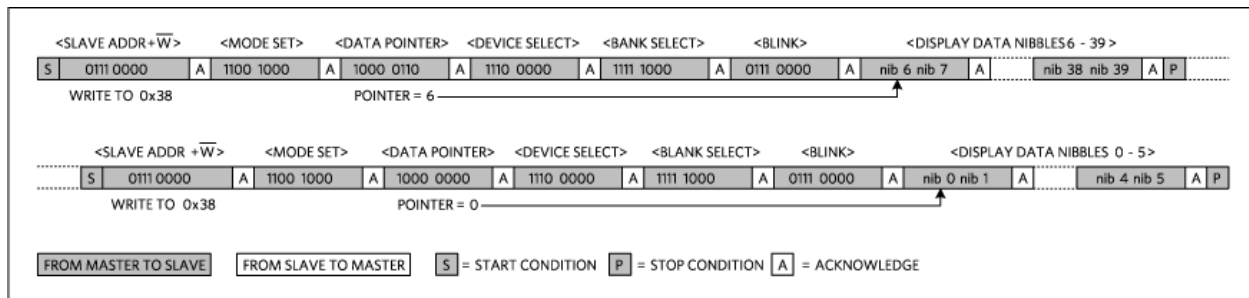 <SLAVE ADDR+W> <MODE SET> <DATA POINTER> <DEVICE SELECT> <BANK SELECT> <BLINK> <DISPLAY DATA NIBBLES6 - 39 >
S 0111 0000 A 1100 1000 A 1000 0110 A 1110 0000 A 1111 1000 A 0111 0000 A nib 6 nib 7 A nib 38 nib 39 A P
WRITE TO 0x38 POINTER = 6
<SLAVE ADDR +W> <MODE SET> <DATA POINTER> <DEVICE SELECT> <BLANK SELECT> <BLINK> <DISPLAY DATA NIBBLES 0 - 5>
S 0111 0000 A 1100 1000 A 1000 0000 A 1110 0000 A 1111 1000 A 0111 0000 A nib 0 nib 1 A nib 4 nib 5 A P
WRITE TO 0x38 POINTER = 0
FROM MASTER TO SLAVE FROM SLAVE TO MASTER S = START CONDITION P = STOP CONDITION A = ACKNOWLEDGE